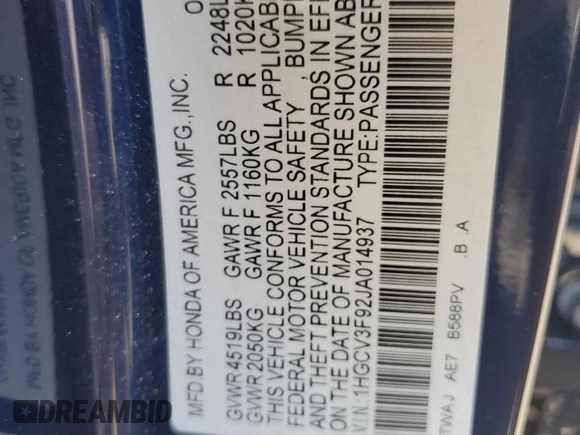 MFD.BY HONDA OF AMERICA MFG.,INC.
GVWR 4519LBS GAWR F 2557LBS R 2248L
GVWR 2050KG GAWR F 1160KG R 1020K
THIS VEHICLE CONFORMS TO ALL APPLICAB
FEDERAL MOTOR VEHICLE SAFETY , BUMP
AND THEFT PREVENTION STANDARDS IN EF
ON THE DATE OF MANUFACTURE SHOWN AB
V.I.N.:1HGCV3F92JA014937 TYPE:PASSENGER
TWAJ AE7 B588PV .B .A
DREAMBID